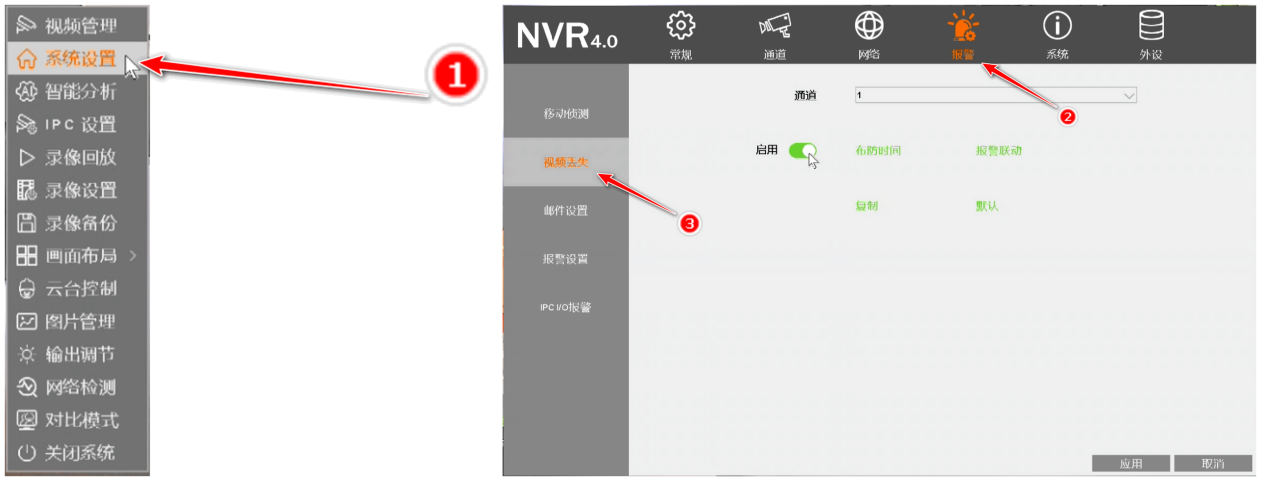 视频管理
系统设置
智能分析
IPC 设置
录像回放
录像设置
录像备份
画面布局 >
云台控制
图片管理
输出调节
网络检测
对比模式
关闭系统
1
NVR4.0
常规
通道
网络
报警
系统
外设
2
移动侦测
视频丢失
邮件设置
报警设置
IPC I/O报警
3
通道 1
启用 布防时间 报警联动
复制 默认
应用 取消